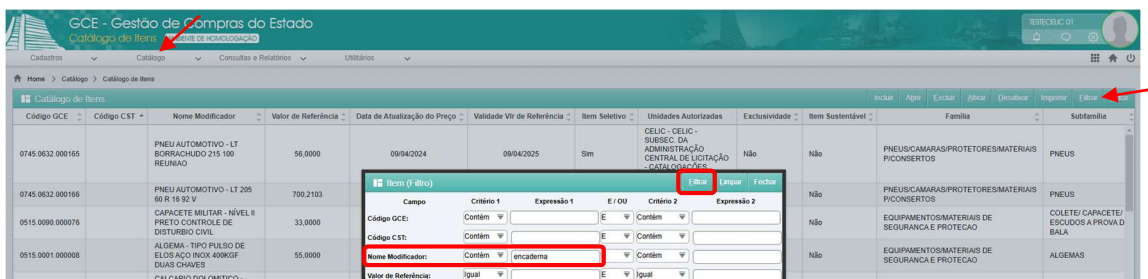 GCE - Gestão de Compras do Estado
Catálogo de Itens AMBIENTE DE HOMOLOGAÇÃO
TESTECELIC 01
Cadastros Catálogo Consultas e Relatórios Utilitários
Home > Catálogo > Catálogo de Itens
Catálogo de Itens Incluir Abrir Excluir Ativar Desativar Imprimir Filtrar
Código GCE Código CST Nome Modificador Valor de Referência Data de Atualização do Preço Validade Vlr de Referência Item Seletivo Unidades Autorizadas Exclusividade Item Sustentável Família Subfamília
0745.0632.000165 PNEU AUTOMOTIVO - LT BORRACHUDO 215 100 REUNIAO 56,0000 09/04/2024 09/04/2025 Sim CELIC - CELIC - SUBSEC. DA ADMINISTRAÇÃO CENTRAL DE LICITAÇÃO - CATALOGAÇÕES Não Não PNEUS/CAMARAS/PROTETORES/MATERIAIS P/CONSERTOS PNEUS
0745.0632.000166 PNEU AUTOMOTIVO - LT 205 60 R 16 92 V 700,2103 Não PNEUS/CAMARAS/PROTETORES/MATERIAIS P/CONSERTOS PNEUS
0515.0090.000076 CAPACETE MILITAR - NÍVEL II PRETO CONTROLE DE DISTURBIO CIVIL 33,0000 Não EQUIPAMENTOS/MATERIAIS DE SEGURANCA E PROTECAO COLETE/ CAPACETE/ ESCUDOS A PROVA D BALA
0515.0001.000008 ALGEMA - TIPO PULSO DE ELOS AÇO INOX 400KGF DUAS CHAVES 55,0000 Não EQUIPAMENTOS/MATERIAIS DE SEGURANCA E PROTECAO ALGEMAS
CALCARIO DOLOMITICO -
Item (Filtro) Filtrar Limpar Fechar
Campo Critério 1 Expressão 1 E / OU Critério 2 Expressão 2
Código GCE: Contém E Contém
Código CST: Contém E Contém
Nome Modificador: Contém encaderna E Contém
Valor de Referência: Igual E Igual